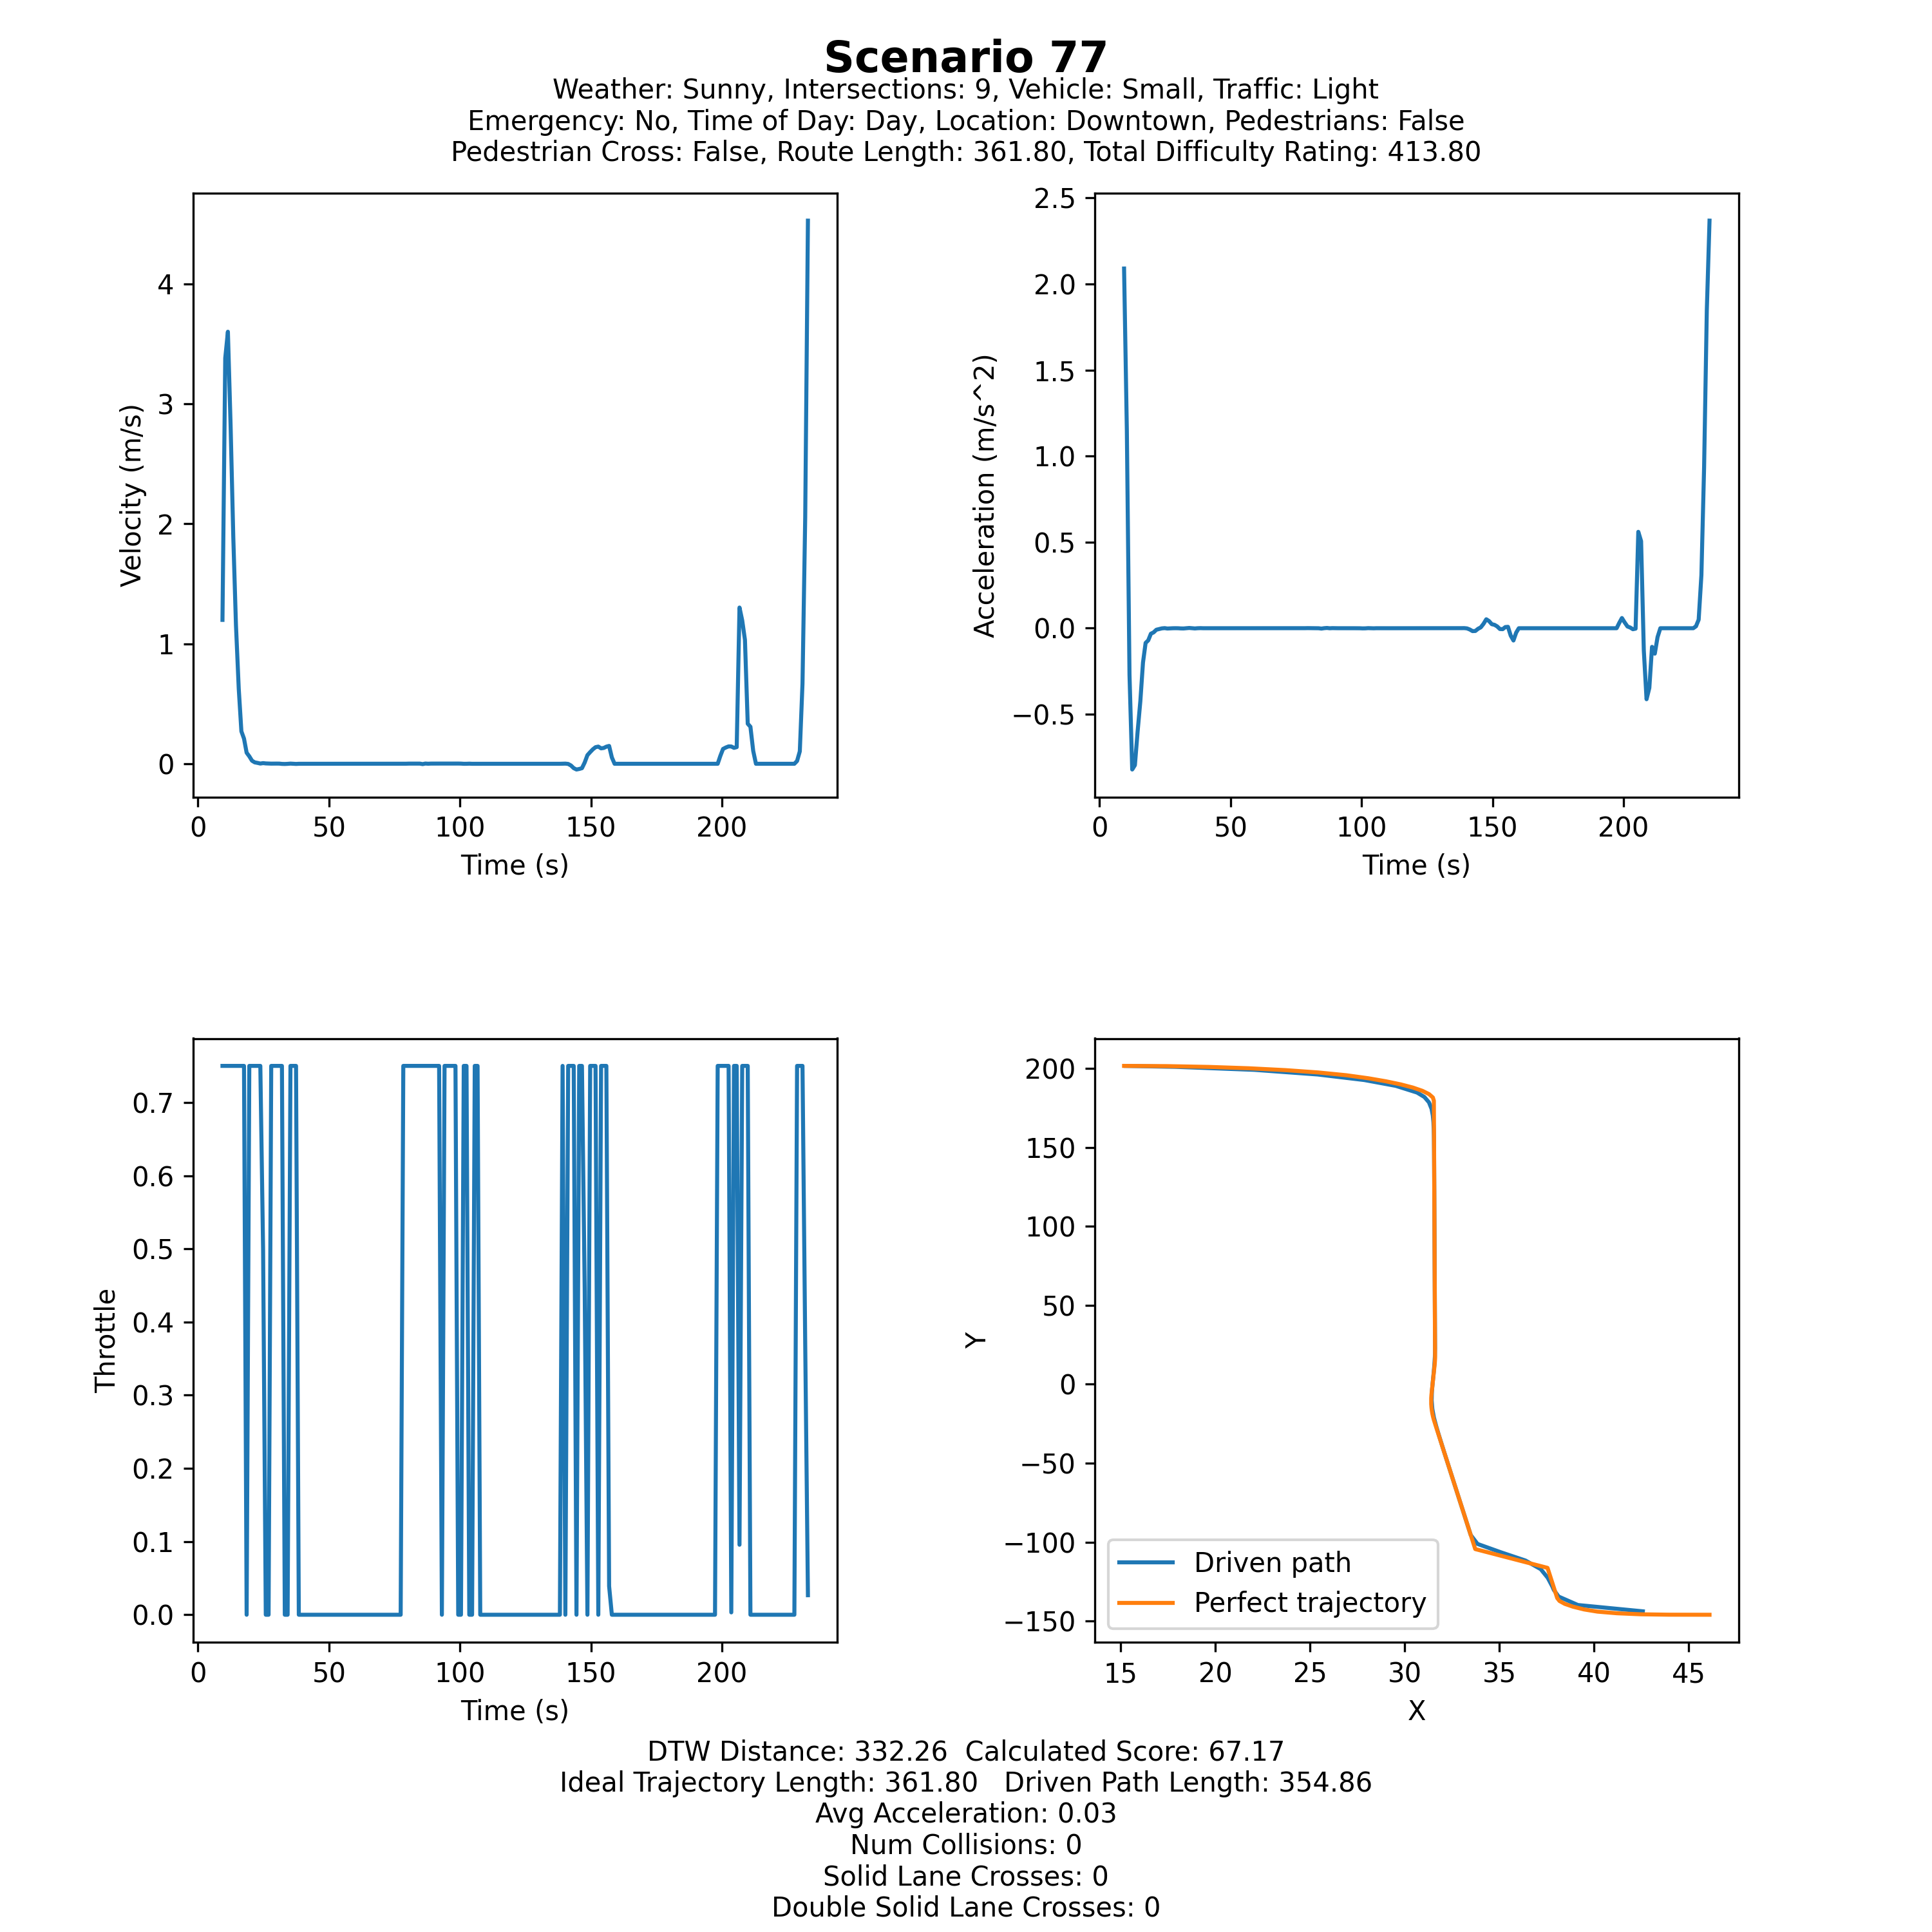 Scenario 77
Weather: Sunny, Intersections: 9, Vehicle: Small, Traffic: Light
Emergency: No, Time of Day: Day, Location: Downtown, Pedestrians: False
Pedestrian Cross: False, Route Length: 361.80, Total Difficulty Rating: 413.80
4
3
2
1
0
Velocity (m/s)
0 50 100 150 200
Time (s)
2.5
2.0
1.5
1.0
0.5
0.0
−0.5
Acceleration (m/s^2)
0 50 100 150 200
Time (s)
0.7
0.6
0.5
0.4
0.3
0.2
0.1
0.0
Throttle
0 50 100 150 200
Time (s)
200
150
100
50
0
−50
−100
−150
Y
Driven path
Perfect trajectory
15 20 25 30 35 40 45
X
DTW Distance: 332.26  Calculated Score: 67.17
Ideal Trajectory Length: 361.80   Driven Path Length: 354.86
Avg Acceleration: 0.03
Num Collisions: 0
Solid Lane Crosses: 0
Double Solid Lane Crosses: 0